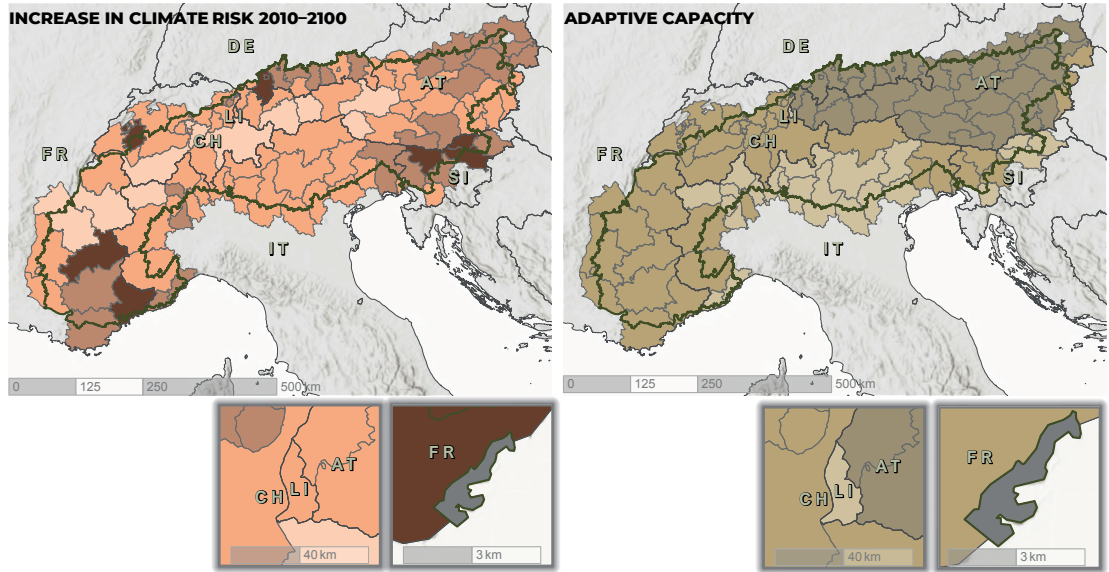 INCREASE IN CLIMATE RISK 2010–2100
DE
AT
LI
CH
FR
SI
IT
0 125 250 500 km
ADAPTIVE CAPACITY
DE
AT
LI
CH
FR
SI
IT
0 125 250 500 km
AT
CH
LI
40 km
FR
3 km
AT
CH
LI
40 km
FR
3 km